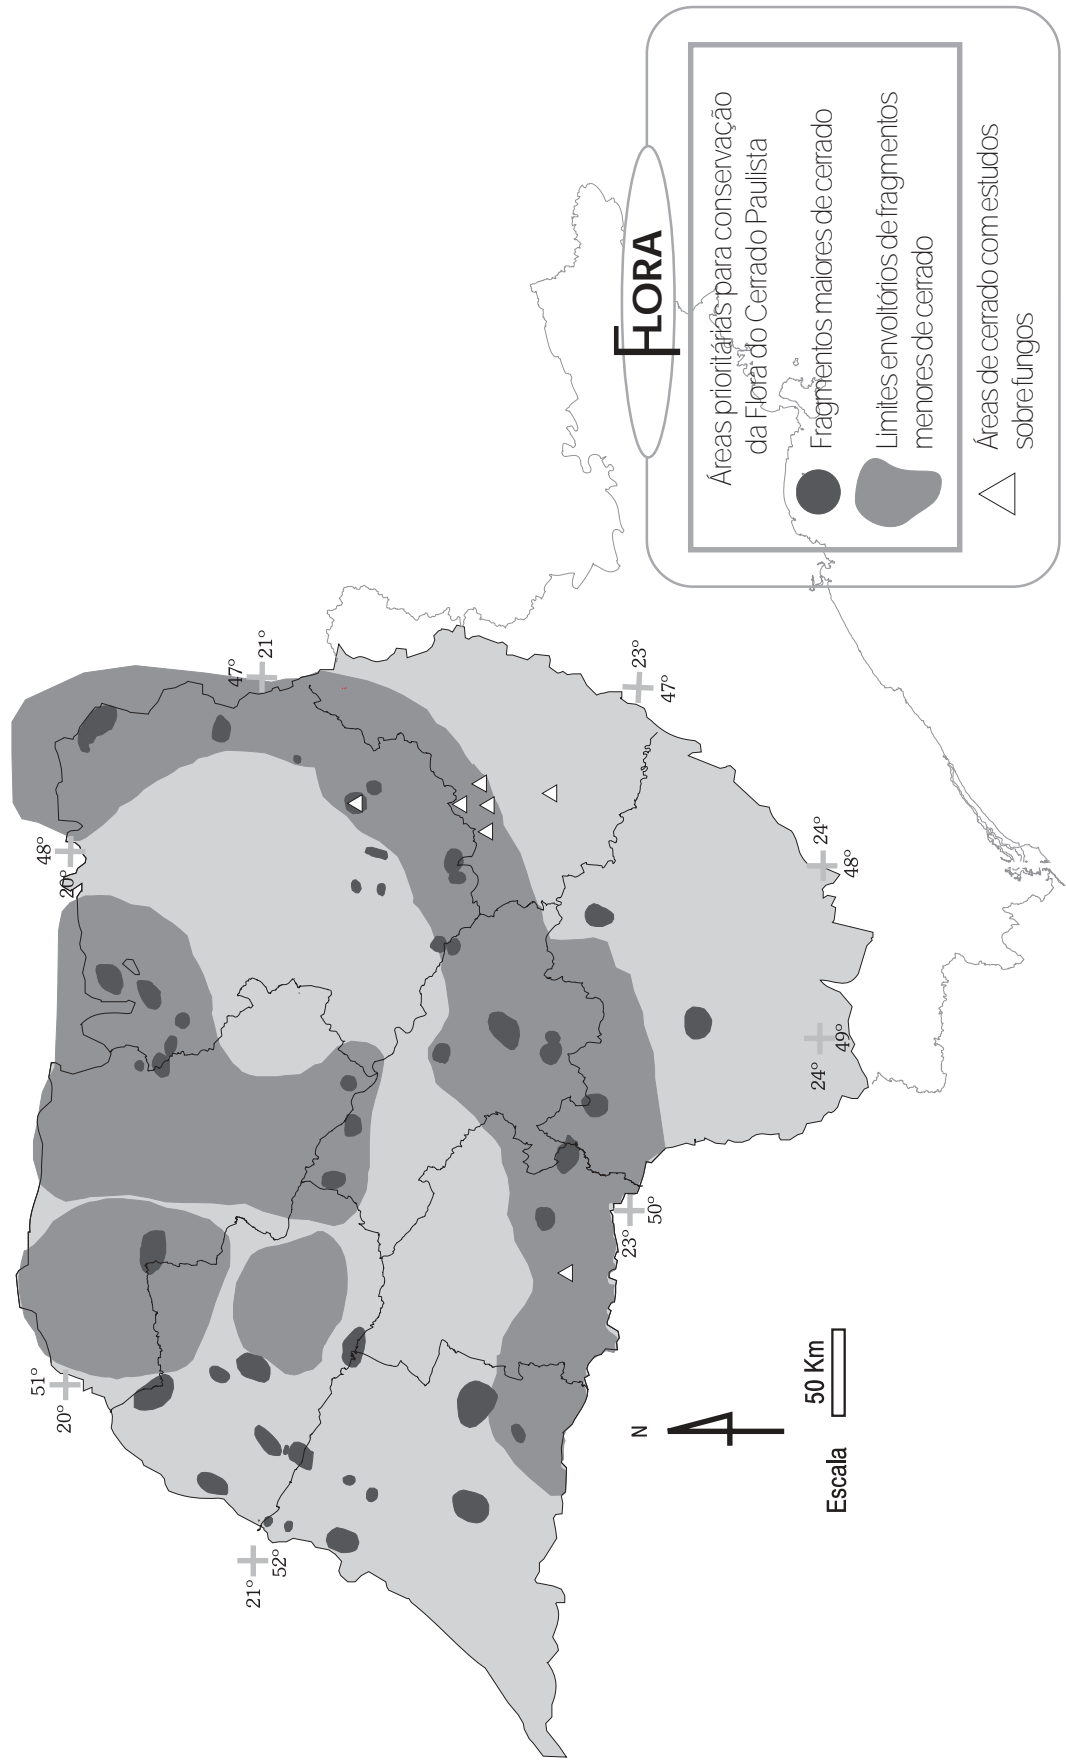 FLORA
Áreas prioritárias para conservação
da Flora do Cerrado Paulista
Fragmentos maiores de cerrado
Limites envoltórios de fragmentos
menores de cerrado
Áreas de cerrado com estudos
sobre fungos
51°
20°
48°
20°
47°
21°
21°
52°
23°
50°
23°
47°
24°
49°
24°
48°
N
Escala
50 Km